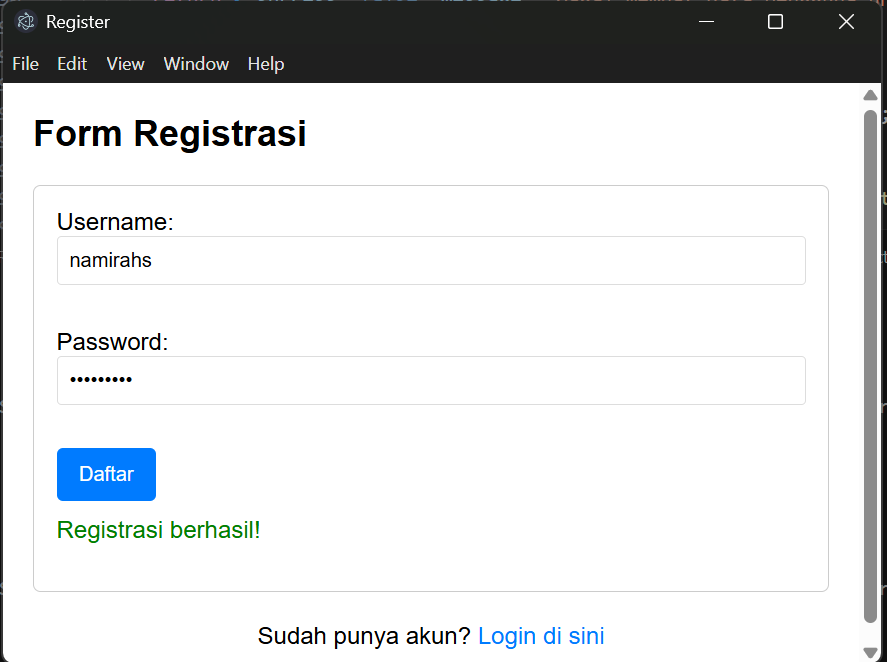 Register
File Edit View Window Help
Form Registrasi
Username:
namirahs
Password:
•••••••••
Daftar
Registrasi berhasil!
Sudah punya akun? Login di sini